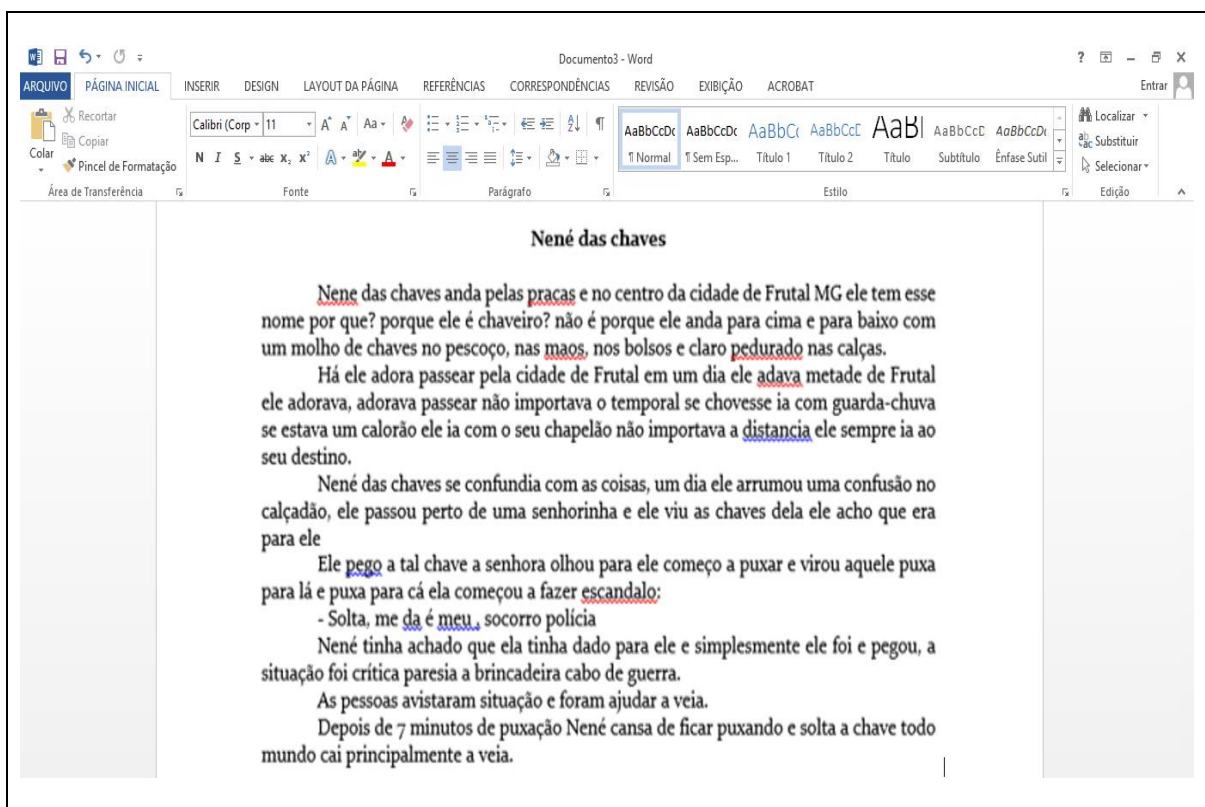 Documento3 - Word
ARQUIVO PÁGINA INICIAL INSERIR DESIGN LAYOUT DA PÁGINA REFERÊNCIAS CORRESPONDÊNCIAS REVISÃO EXIBIÇÃO ACROBAT Entrar
Colar
Recortar
Copiar
Pincel de Formatação
Calibri (Corp 11
N I S abc x₂ x²
AaBbCcDc AaBbCcDc AaBbC( AaBbCcE AaBl AaBbCcD AaBbCcDt
¶ Normal ¶ Sem Esp... Título 1 Título 2 Título Subtítulo Ênfase Sutil
Localizar
Substituir
Selecionar
Área de Transferência Fonte Parágrafo Estilo Edição
Nené das chaves
Nene das chaves anda pelas pracas e no centro da cidade de Frutal MG ele tem esse
nome por que? porque ele é chaveiro? não é porque ele anda para cima e para baixo com
um molho de chaves no pescoço, nas maos, nos bolsos e claro pedurado nas calças.
Há ele adora passear pela cidade de Frutal em um dia ele adava metade de Frutal
ele adorava, adorava passear não importava o temporal se chovesse ia com guarda-chuva
se estava um calorão ele ia com o seu chapelão não importava a distancia ele sempre ia ao
seu destino.
Nené das chaves se confundia com as coisas, um dia ele arrumou uma confusão no
calçadão, ele passou perto de uma senhorinha e ele viu as chaves dela ele acho que era
para ele
Ele pego a tal chave a senhora olhou para ele começo a puxar e virou aquele puxa
para lá e puxa para cá ela começou a fazer escandalo:
- Solta, me da é meu , socorro polícia
Nené tinha achado que ela tinha dado para ele e simplesmente ele foi e pegou, a
situação foi crítica paresia a brincadeira cabo de guerra.
As pessoas avistaram situação e foram ajudar a veia.
Depois de 7 minutos de puxação Nené cansa de ficar puxando e solta a chave todo
mundo cai principalmente a veia.